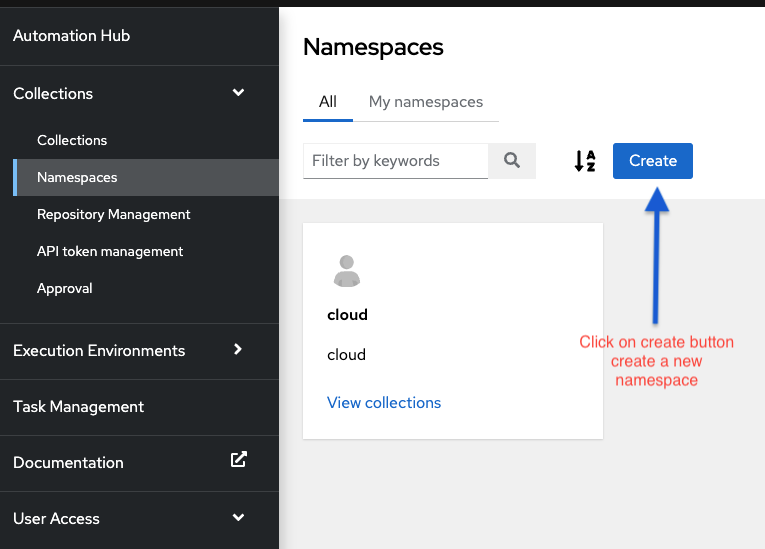 Automation Hub
Collections
Collections
Namespaces
Repository Management
API token management
Approval
Execution Environments
Task Management
Documentation
User Access
Namespaces
All My namespaces
Filter by keywords
A
Z
Create
cloud
cloud
View collections
Click on create button
create a new
namespace